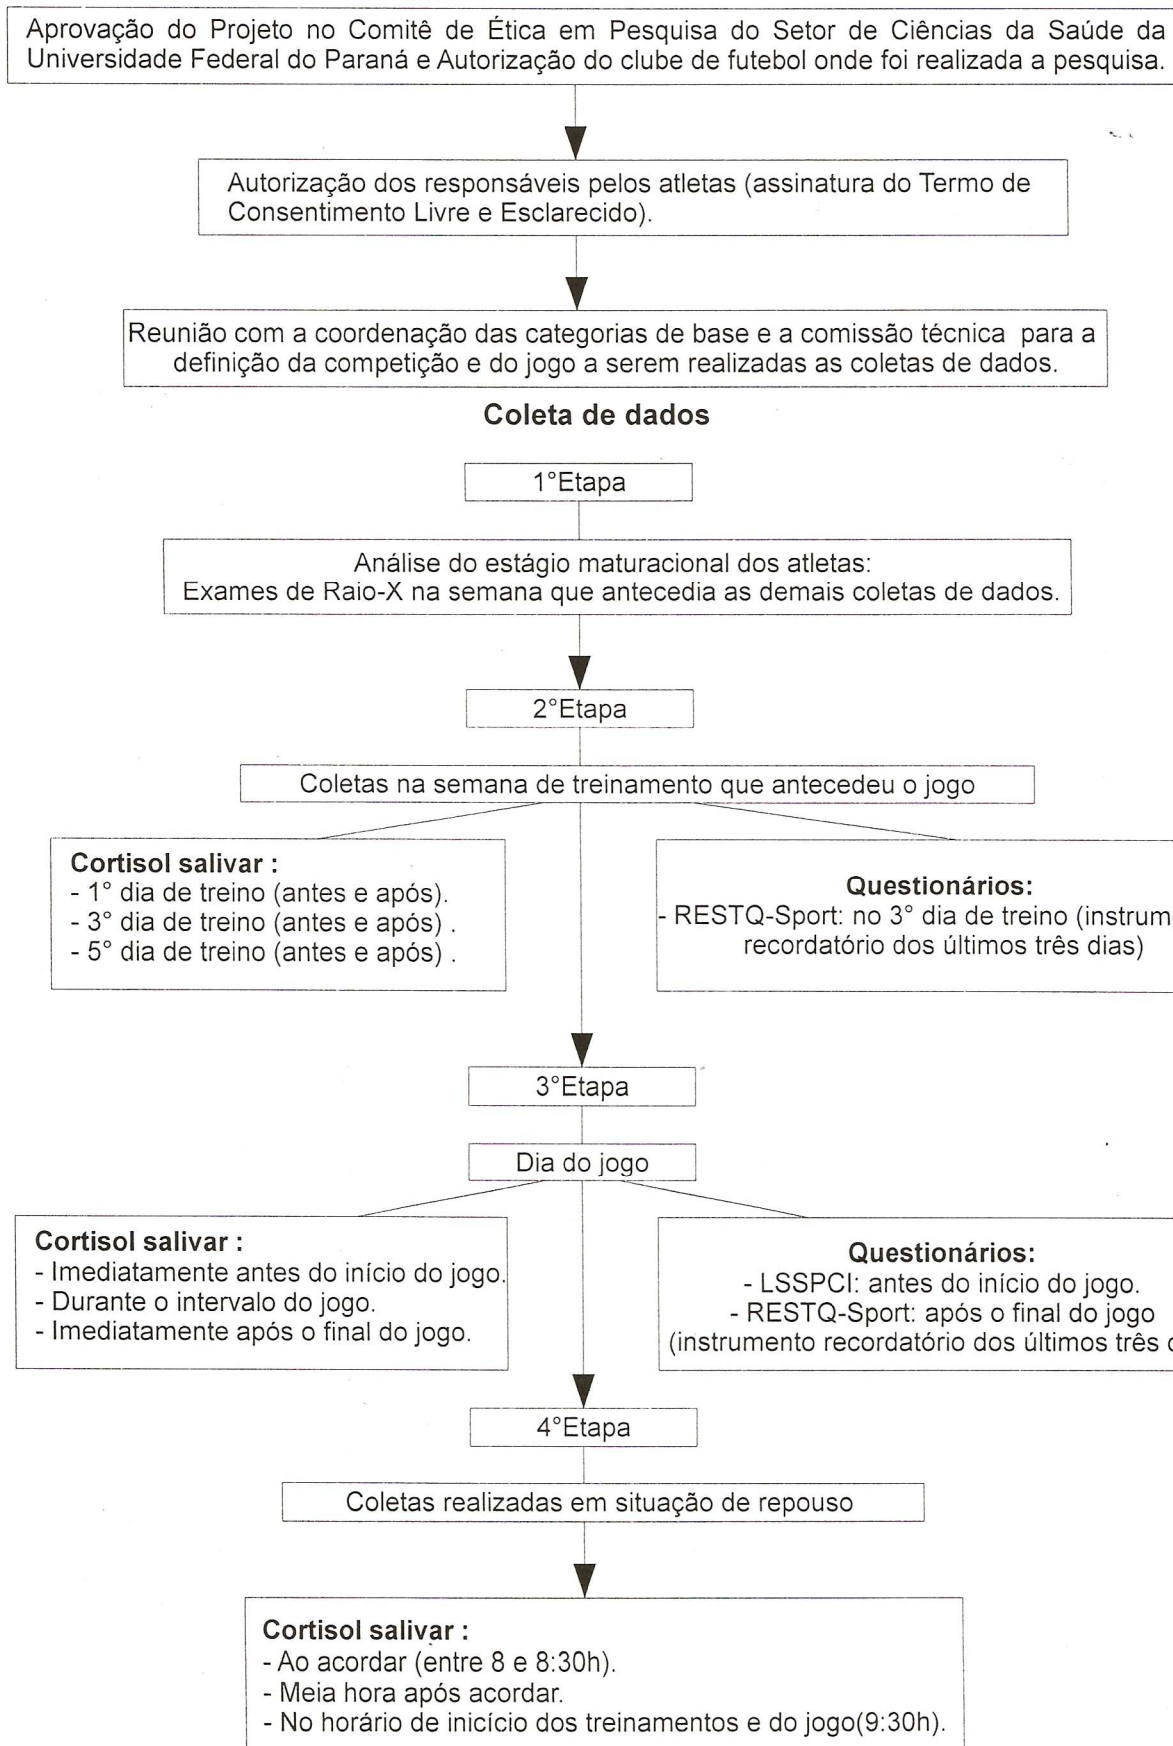 Aprovação do Projeto no Comitê de Ética em Pesquisa do Setor de Ciências da Saúde da
Universidade Federal do Paraná e Autorização do clube de futebol onde foi realizada a pesquisa.
Autorização dos responsáveis pelos atletas (assinatura do Termo de
Consentimento Livre e Esclarecido).
Reunião com a coordenação das categorias de base e a comissão técnica para a
definição da competição e do jogo a serem realizadas as coletas de dados.
Coleta de dados
1°Etapa
Análise do estágio maturacional dos atletas:
Exames de Raio-X na semana que antecedia as demais coletas de dados.
2°Etapa
Coletas na semana de treinamento que antecedeu o jogo
Cortisol salivar :
- 1° dia de treino (antes e após).
- 3° dia de treino (antes e após) .
- 5° dia de treino (antes e após) .
Questionários:
- RESTQ-Sport: no 3° dia de treino (instrum
recordatório dos últimos três dias)
3°Etapa
Dia do jogo
Cortisol salivar :
- Imediatamente antes do início do jogo.
- Durante o intervalo do jogo.
- Imediatamente após o final do jogo.
Questionários:
- LSSPCI: antes do início do jogo.
- RESTQ-Sport: após o final do jogo
(instrumento recordatório dos últimos três
4°Etapa
Coletas realizadas em situação de repouso
Cortisol salivar :
- Ao acordar (entre 8 e 8:30h).
- Meia hora após acordar.
- No horário de inicício dos treinamentos e do jogo(9:30h).